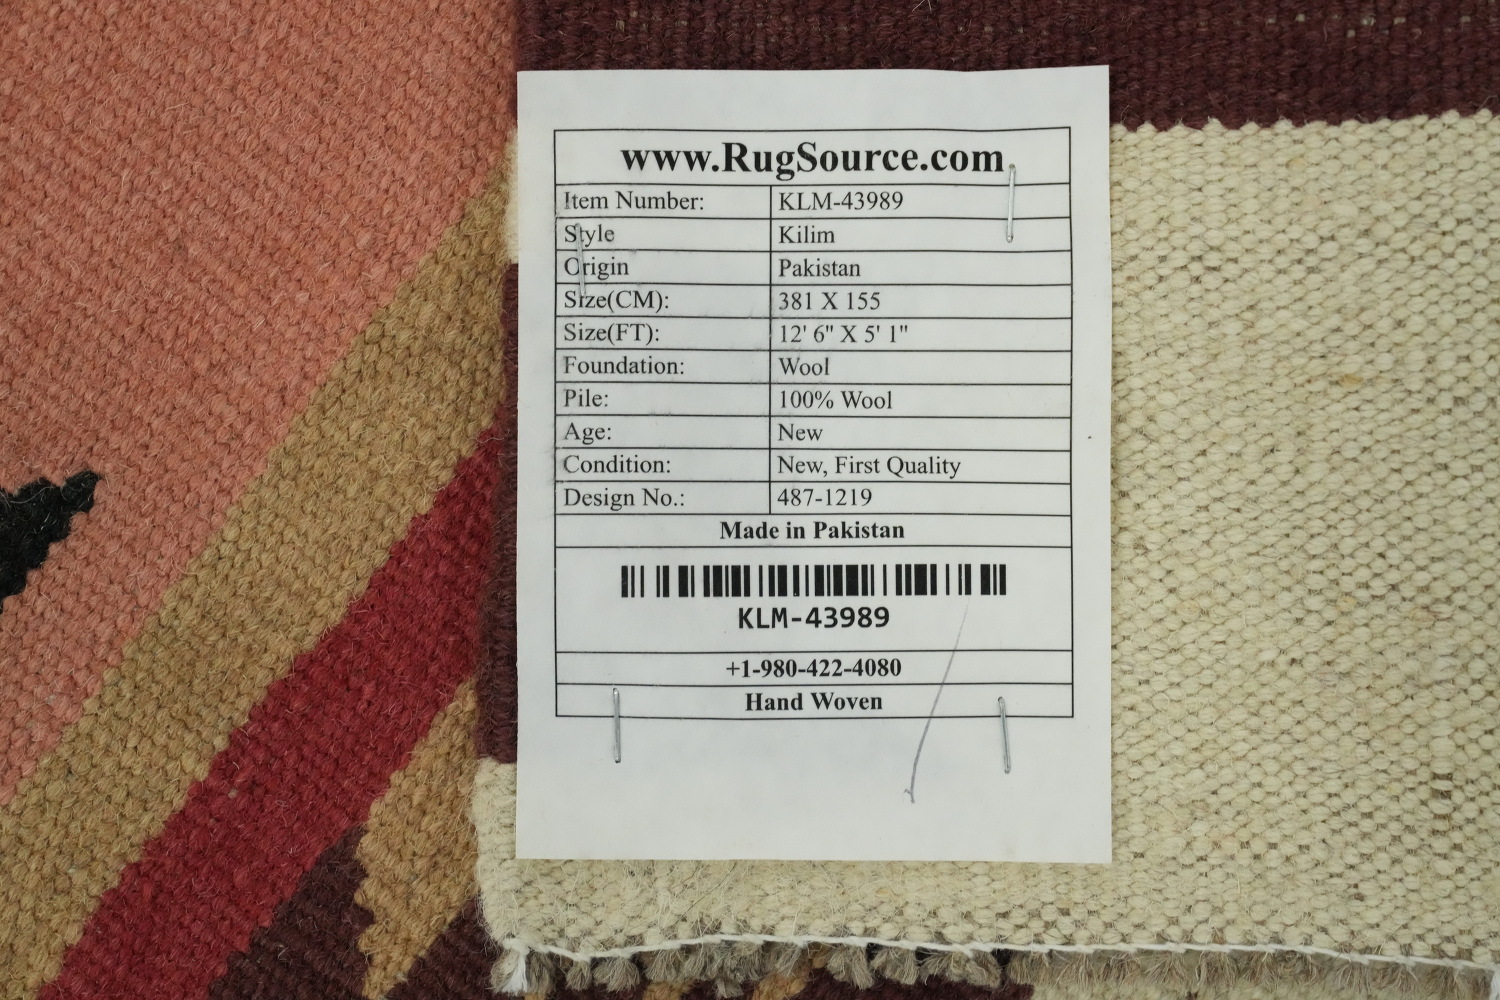 www.RugSource.com
Item Number: KLM-43989
Style Kilim
Origin Pakistan
Size(CM): 381 X 155
Size(FT): 12' 6" X 5' 1"
Foundation: Wool
Pile: 100% Wool
Age: New
Condition: New, First Quality
Design No.: 487-1219
Made in Pakistan
KLM-43989
+1-980-422-4080
Hand Woven